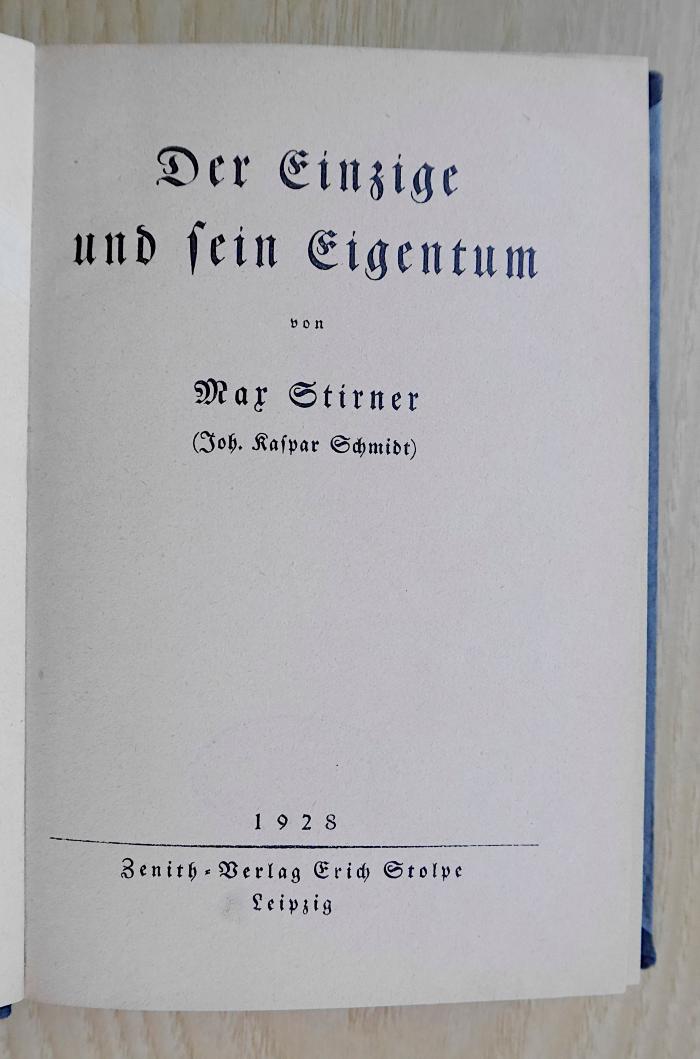 Der Einzige
und sein Eigentum
von
Max Stirner
(Joh. Kaspar Schmidt)
1928
Zenith-Verlag Erich Stolpe
Leipzig